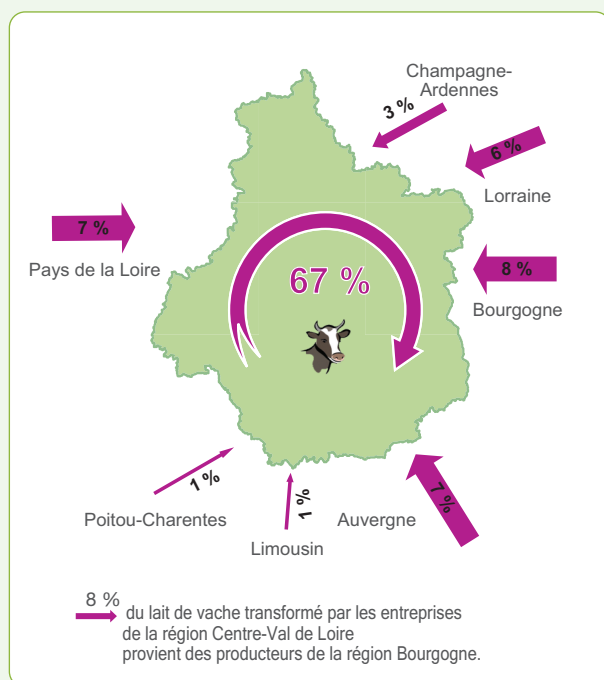 Champagne-
Ardennes
3 %
6 %
Lorraine
7 %
Pays de la Loire
67 %
8 %
Bourgogne
1 %
Poitou-Charentes
1 %
Limousin
Auvergne
7 %
8 %
du lait de vache transformé par les entreprises
de la région Centre-Val de Loire
provient des producteurs de la région Bourgogne.